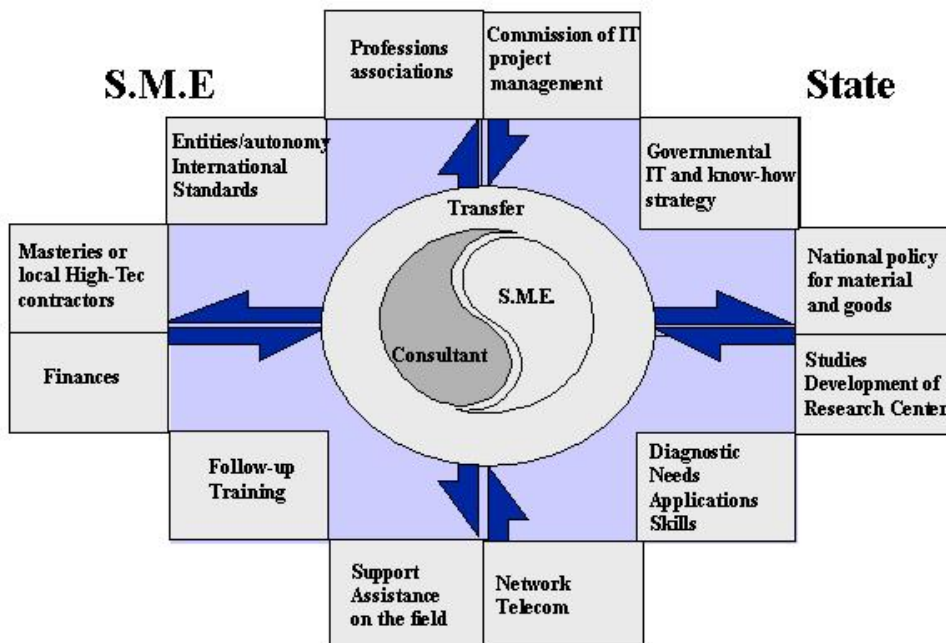 S.M.E
State
Professions
associations
Commission of IT
project
management
Entities/autonomy
International
Standards
Governmental
IT and know-how
strategy
Masteries or
local High-Tec
contractors
National policy
for material
and goods
Transfer
S.M.E.
Consultant
Finances
Studies
Development of
Research Center
Follow-up
Training
Diagnostic
Needs
Applications
Skills
Support
Assistance
on the field
Network
Telecom